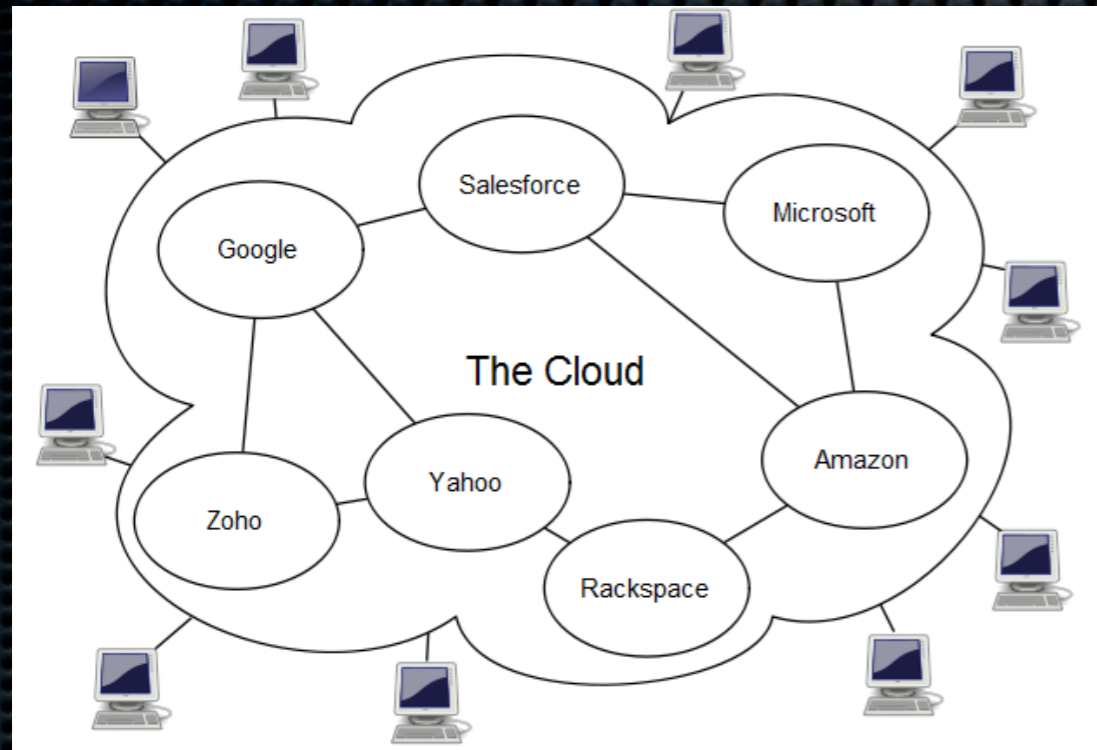 Salesforce
Microsoft
Google
The Cloud
Amazon
Yahoo
Zoho
Rackspace